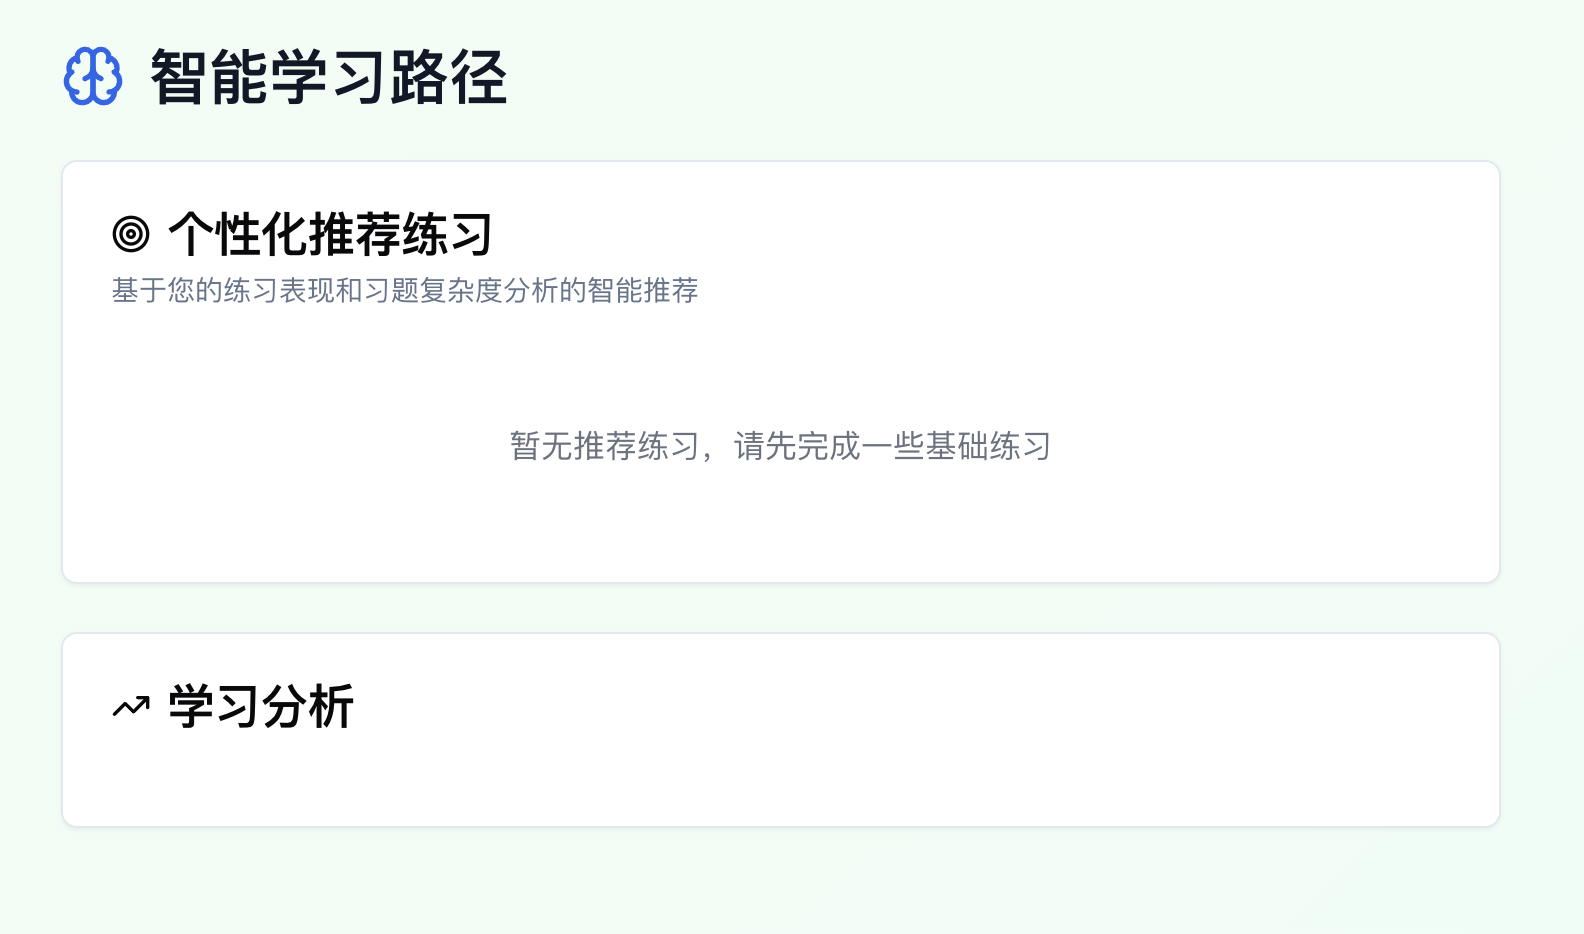 智能学习路径
个性化推荐练习
基于您的练习表现和习题复杂度分析的智能推荐
暂无推荐练习，请先完成一些基础练习
学习分析